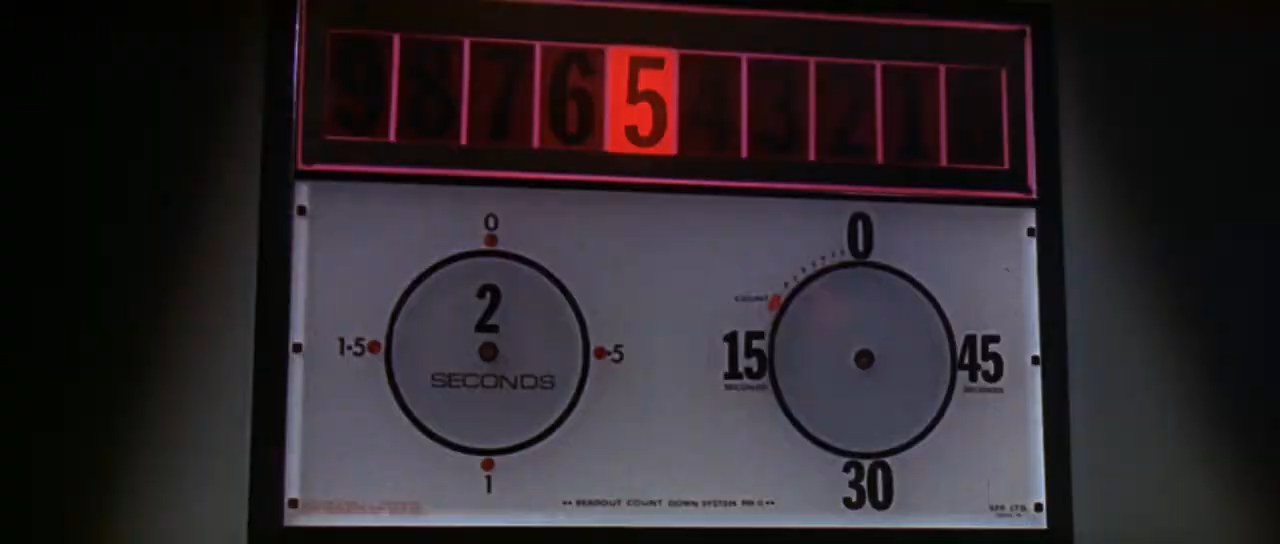 9 8 7 6 5 4 3 2 1
0
2
1·5
·5
SECONDS
1
0
COUNT
15
SECONDS
45
SECONDS
30
READOUT COUNT DOWN SYSTEM
LTD